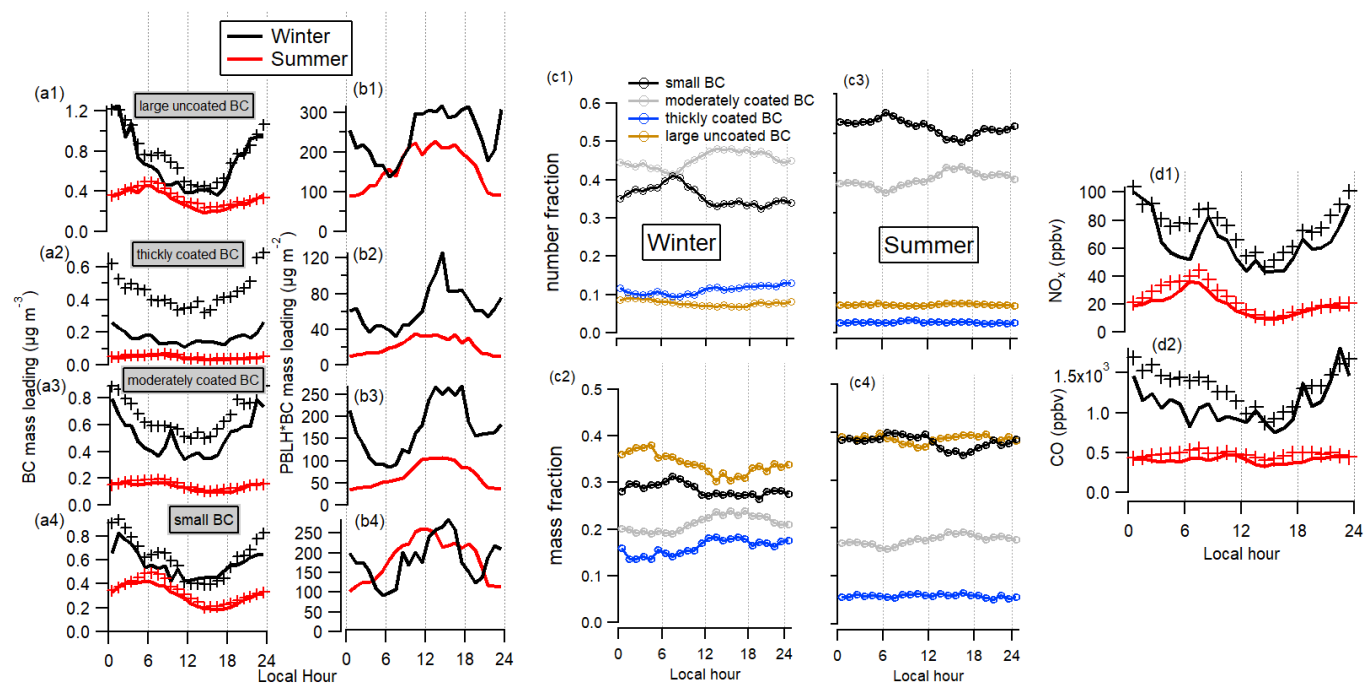 Winter
Summer
(a1)
large uncoated BC
1.2
0.8
0.4
0.0
(a2)
thickly coated BC
0.6
0.4
0.2
0.0
(a3)
moderately coated BC
0.8
0.6
0.4
0.2
0.0
(a4)
small BC
0.8
0.6
0.4
0.2
0.0
0 6 12 18 24
BC mass loading (µg m⁻³)
(b1)
300
200
100
0
(b2)
120
80
40
0
(b3)
250
200
150
100
50
0
(b4)
250
200
150
100
50
0
0 6 12 18 24
PBLH*BC mass loading (µg m⁻²)
Local Hour
(c1)
small BC
moderately coated BC
thickly coated BC
large uncoated BC
0.6
0.5
0.4
0.3
0.2
0.1
0.0
number fraction
Winter
(c3)
Summer
(c2)
0.5
0.4
0.3
0.2
0.1
0.0
mass fraction
0 6 12 18 24
(c4)
0 6 12 18 24
(d1)
100
80
60
40
20
0
NOₓ (ppbv)
(d2)
1.5x10³
1.0
0.5
0.0
CO (ppbv)
0 6 12 18 24
Local hour